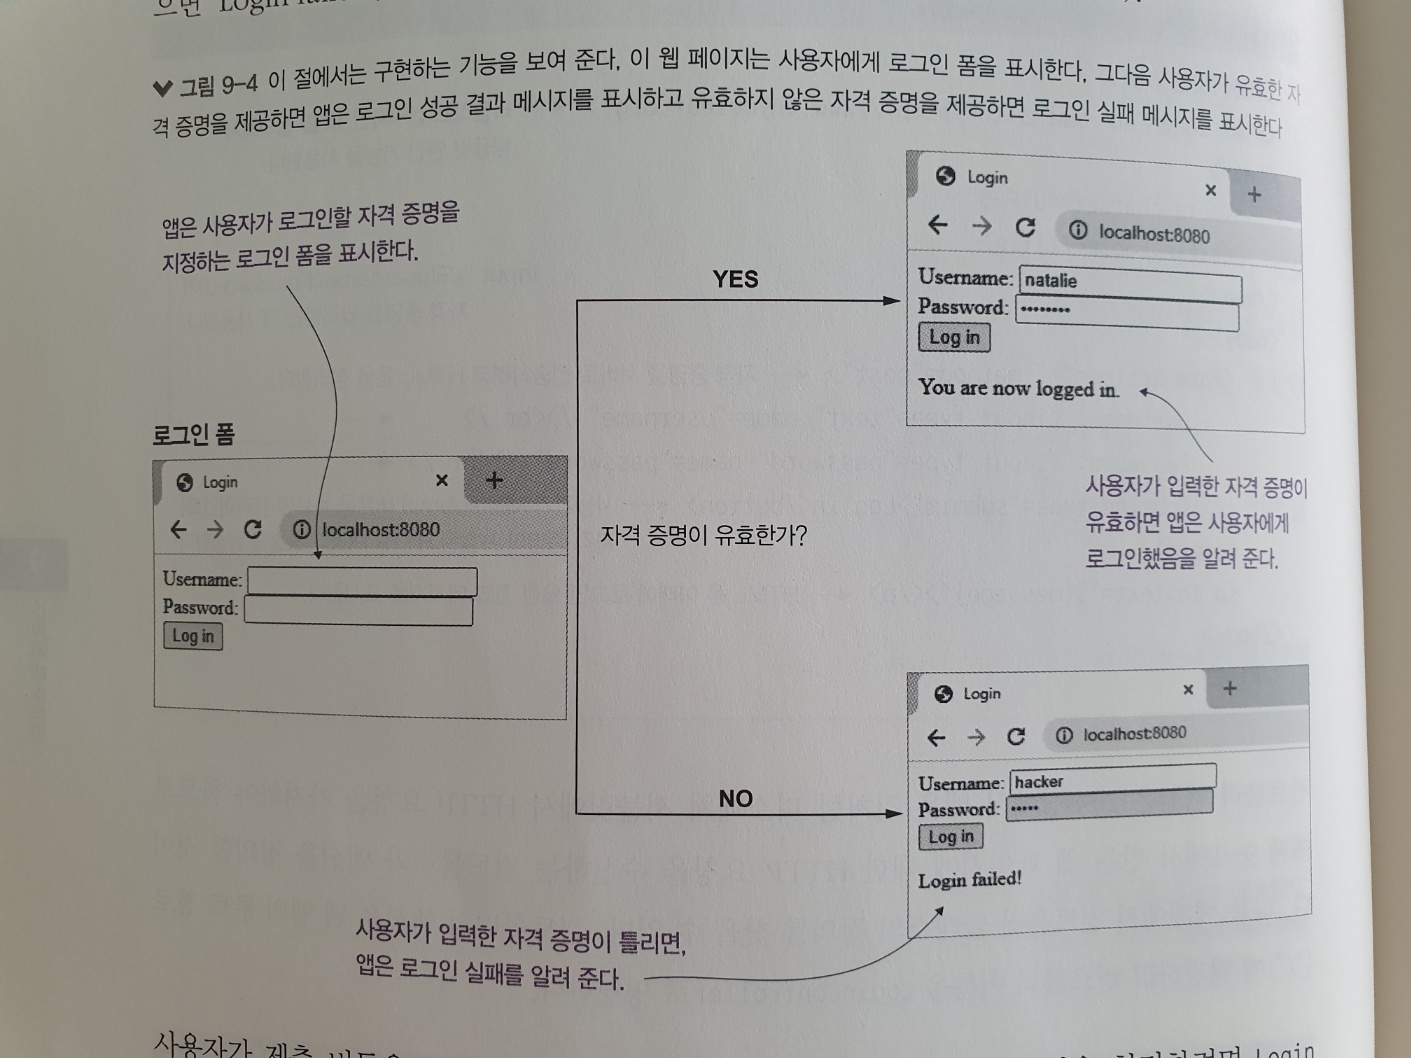 으면 "Login
❤ 그림 9-4 이 절에서는 구현하는 기능을 보여 준다. 이 웹 페이지는 사용자에게 로그인 폼을 표시한다. 그다음 사용자가 유효한 자
격 증명을 제공하면 앱은 로그인 성공 결과 메시지를 표시하고 유효하지 않은 자격 증명을 제공하면 로그인 실패 메시지를 표시한다
앱은 사용자가 로그인할 자격 증명을
지정하는 로그인 폼을 표시한다.
로그인 폼
Login × +
localhost:8080
Username:
Password:
Log in
자격 증명이 유효한가?
YES
Login × +
localhost:8080
Username: natalie
Password: ••••••••
Log in
You are now logged in.
사용자가 입력한 자격 증명이
유효하면 앱은 사용자에게
로그인했음을 알려 준다.
NO
Login × +
localhost:8080
Username: hacker
Password: •••••
Log in
Login failed!
사용자가 입력한 자격 증명이 틀리면,
앱은 로그인 실패를 알려 준다.
사용자가 제출 Login